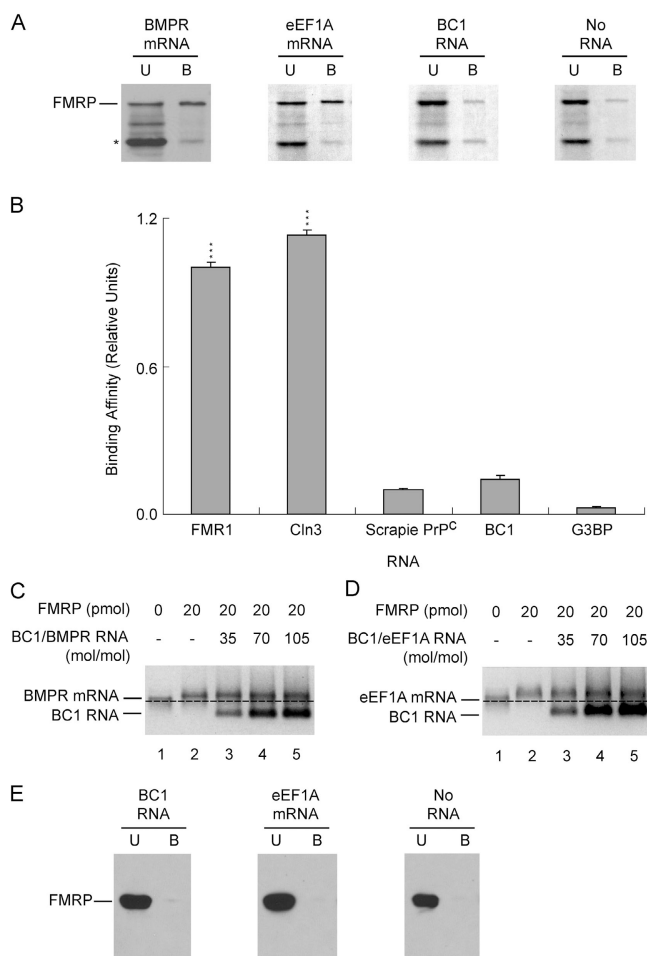 A
BMPR mRNA
eEF1A mRNA
BC1 RNA
No RNA
U B U B U B U B
FMRP
*
B
Binding Affinity (Relative Units)
1.2
0.6
0.0
***
***
FMR1 Cln3 Scrapie PrPC BC1 G3BP
RNA
C
FMRP (pmol) 0 20 20 20 20
BC1/BMPR RNA (mol/mol) - - 35 70 105
BMPR mRNA
BC1 RNA
1 2 3 4 5
D
FMRP (pmol) 0 20 20 20 20
BC1/eEF1A RNA (mol/mol) - - 35 70 105
eEF1A mRNA
BC1 RNA
1 2 3 4 5
E
BC1 RNA
eEF1A mRNA
No RNA
U B U B U B
FMRP